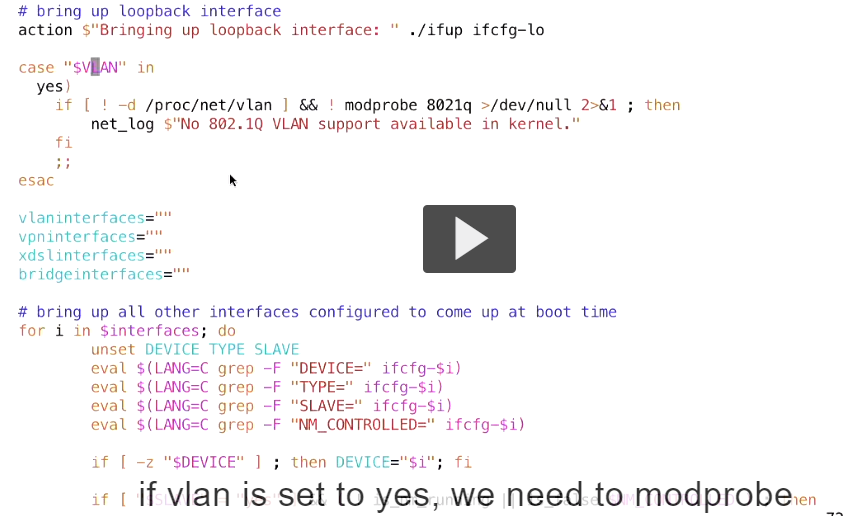 # bring up loopback interface
action $"Bringing up loopback interface: " ./ifup ifcfg-lo
case "$VLAN" in
yes)
if [ ! -d /proc/net/vlan ] && ! modprobe 8021q >/dev/null 2>&1 ; then
net_log $"No 802.1Q VLAN support available in kernel."
fi
;;
esac
vlaninterfaces=""
vpninterfaces=""
xdslinterfaces=""
bridgeinterfaces=""
# bring up all other interfaces configured to come up at boot time
for i in $interfaces; do
unset DEVICE TYPE SLAVE
eval $(LANG=C grep -F "DEVICE=" ifcfg-$i)
eval $(LANG=C grep -F "TYPE=" ifcfg-$i)
eval $(LANG=C grep -F "SLAVE=" ifcfg-$i)
eval $(LANG=C grep -F "NM_CONTROLLED=" ifcfg-$i)
if [ -z "$DEVICE" ] ; then DEVICE="$i"; fi
if [
if vlan is set to yes, we need to modprobe